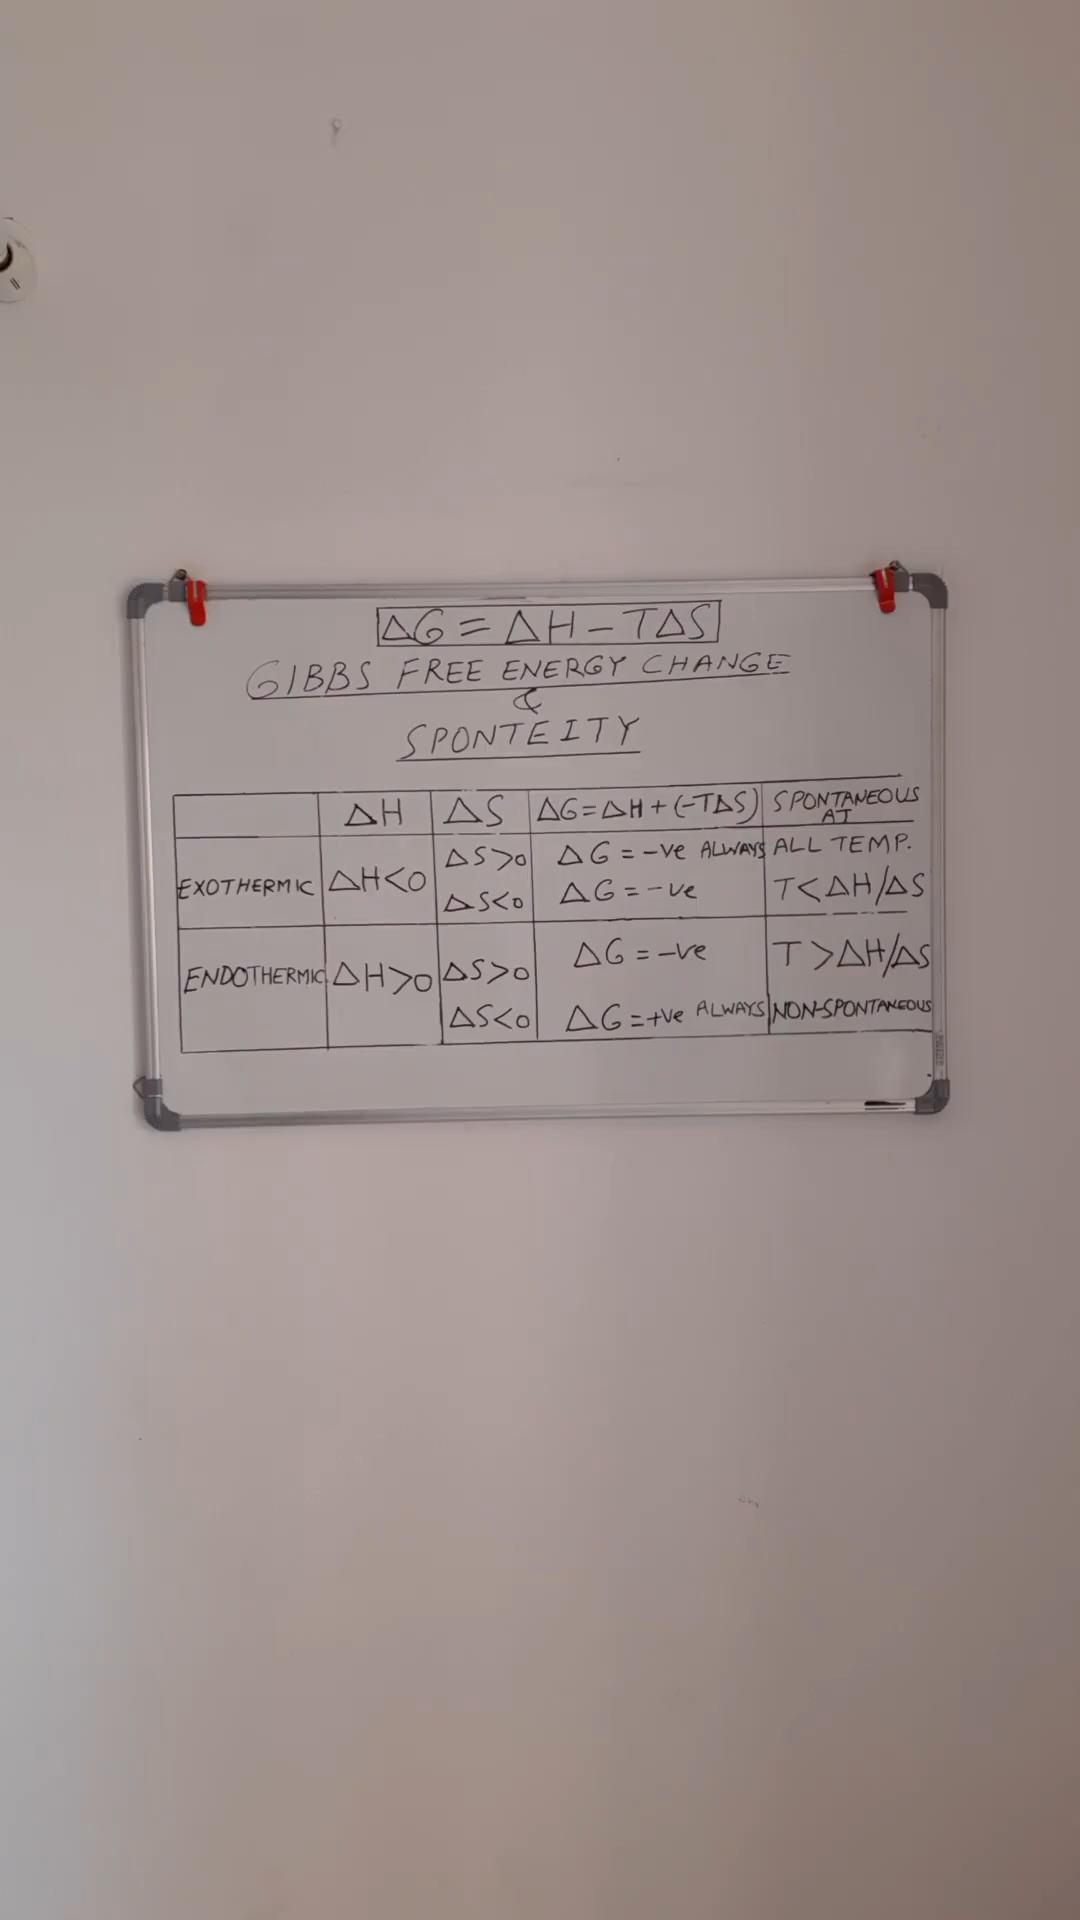 ΔG = ΔH - TΔS
GIBBS FREE ENERGY CHANGE
&
SPONTEITY
ΔH ΔS ΔG = ΔH + (-TΔS) SPONTANEOUS AT
EXOTHERMIC ΔH<0 ΔS>0 ΔG = -ve ALWAYS ALL TEMP.
ΔS<0 ΔG = -ve T < ΔH/ΔS
ENDOTHERMIC ΔH>0 ΔS>0 ΔG = -ve T > ΔH/ΔS
ΔS<0 ΔG = +ve ALWAYS NON-SPONTANEOUS